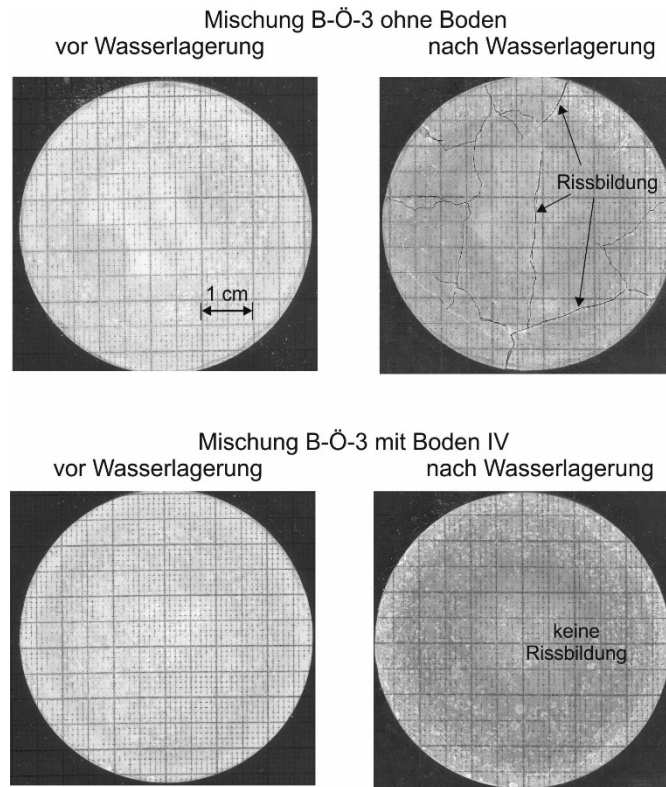 Mischung B-Ö-3 ohne Boden
vor Wasserlagerung
nach Wasserlagerung
1 cm
Rissbildung
Mischung B-Ö-3 mit Boden IV
vor Wasserlagerung
nach Wasserlagerung
keine
Rissbildung